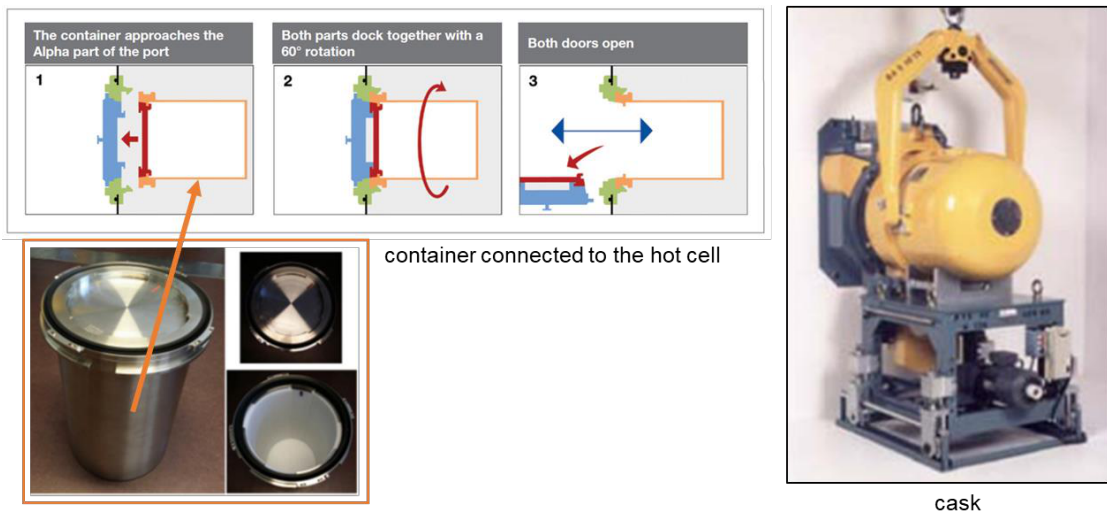 The container approaches the
Alpha part of the port
Both parts dock together with a
60° rotation
Both doors open
1
2
3
container connected to the hot cell
cask